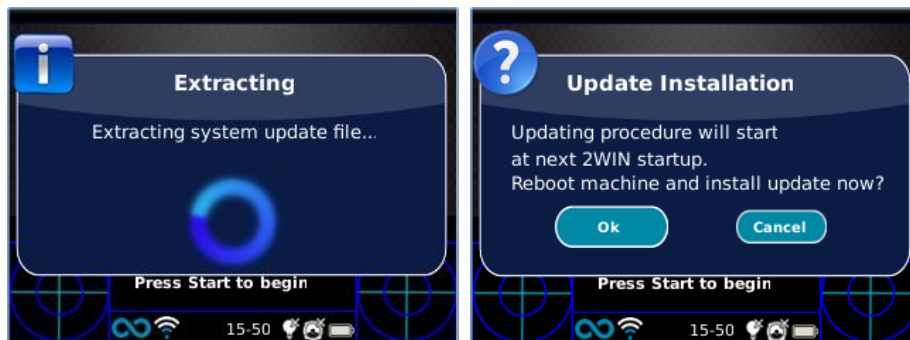 Extracting
Extracting system update file...
Press Start to begin
15-50
Update Installation
Updating procedure will start
at next 2WIN startup.
Reboot machine and install update now?
Ok
Cancel
Press Start to begin
15-50